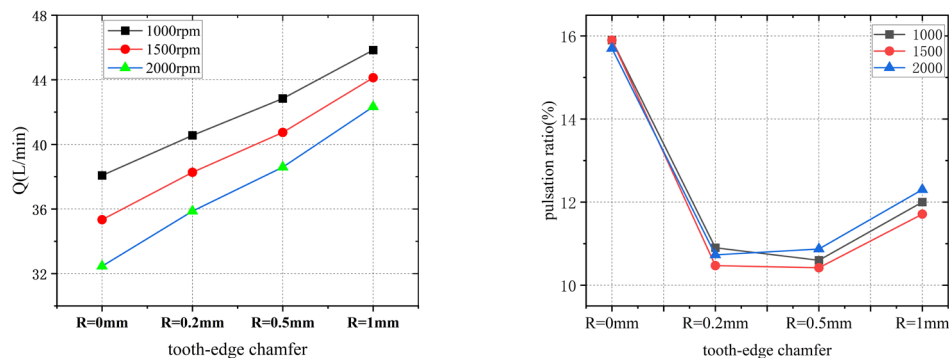 48
44
40
36
32
Q(L/min)
1000rpm
1500rpm
2000rpm
R=0mm R=0.2mm R=0.5mm R=1mm
tooth-edge chamfer
16
14
12
10
pulsation ratio(%)
1000
1500
2000
R=0mm R=0.2mm R=0.5mm R=1mm
tooth-edge chamfer